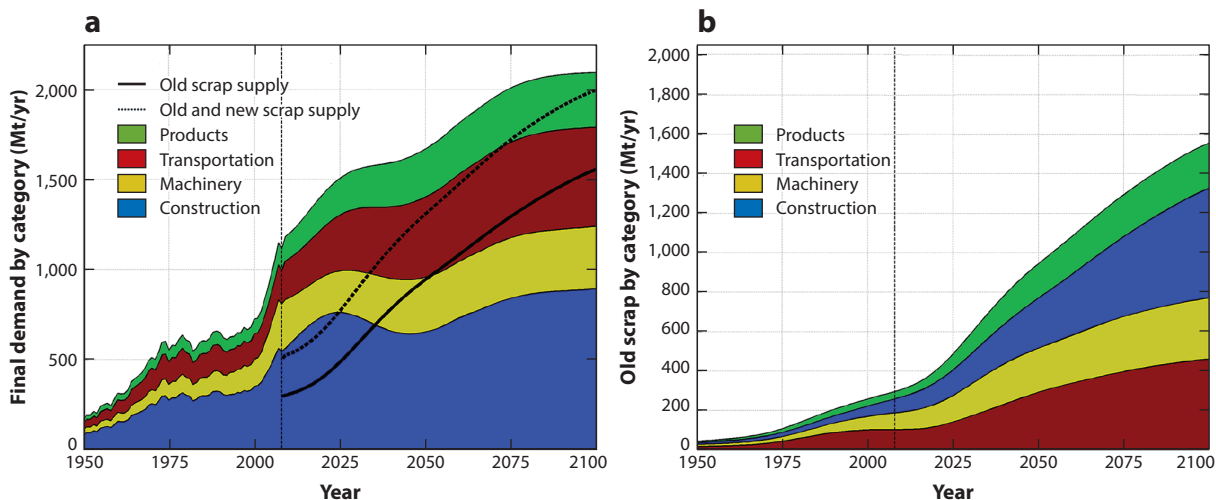 a
Final demand by category (Mt/yr)
2,000
1,500
1,000
500
0
Old scrap supply
Old and new scrap supply
Products
Transportation
Machinery
Construction
1950 1975 2000 2025 2050 2075 2100
Year
b
Old scrap by category (Mt/yr)
2,000
1,800
1,600
1,400
1,200
1,000
800
600
400
200
0
Products
Transportation
Machinery
Construction
1950 1975 2000 2025 2050 2075 2100
Year